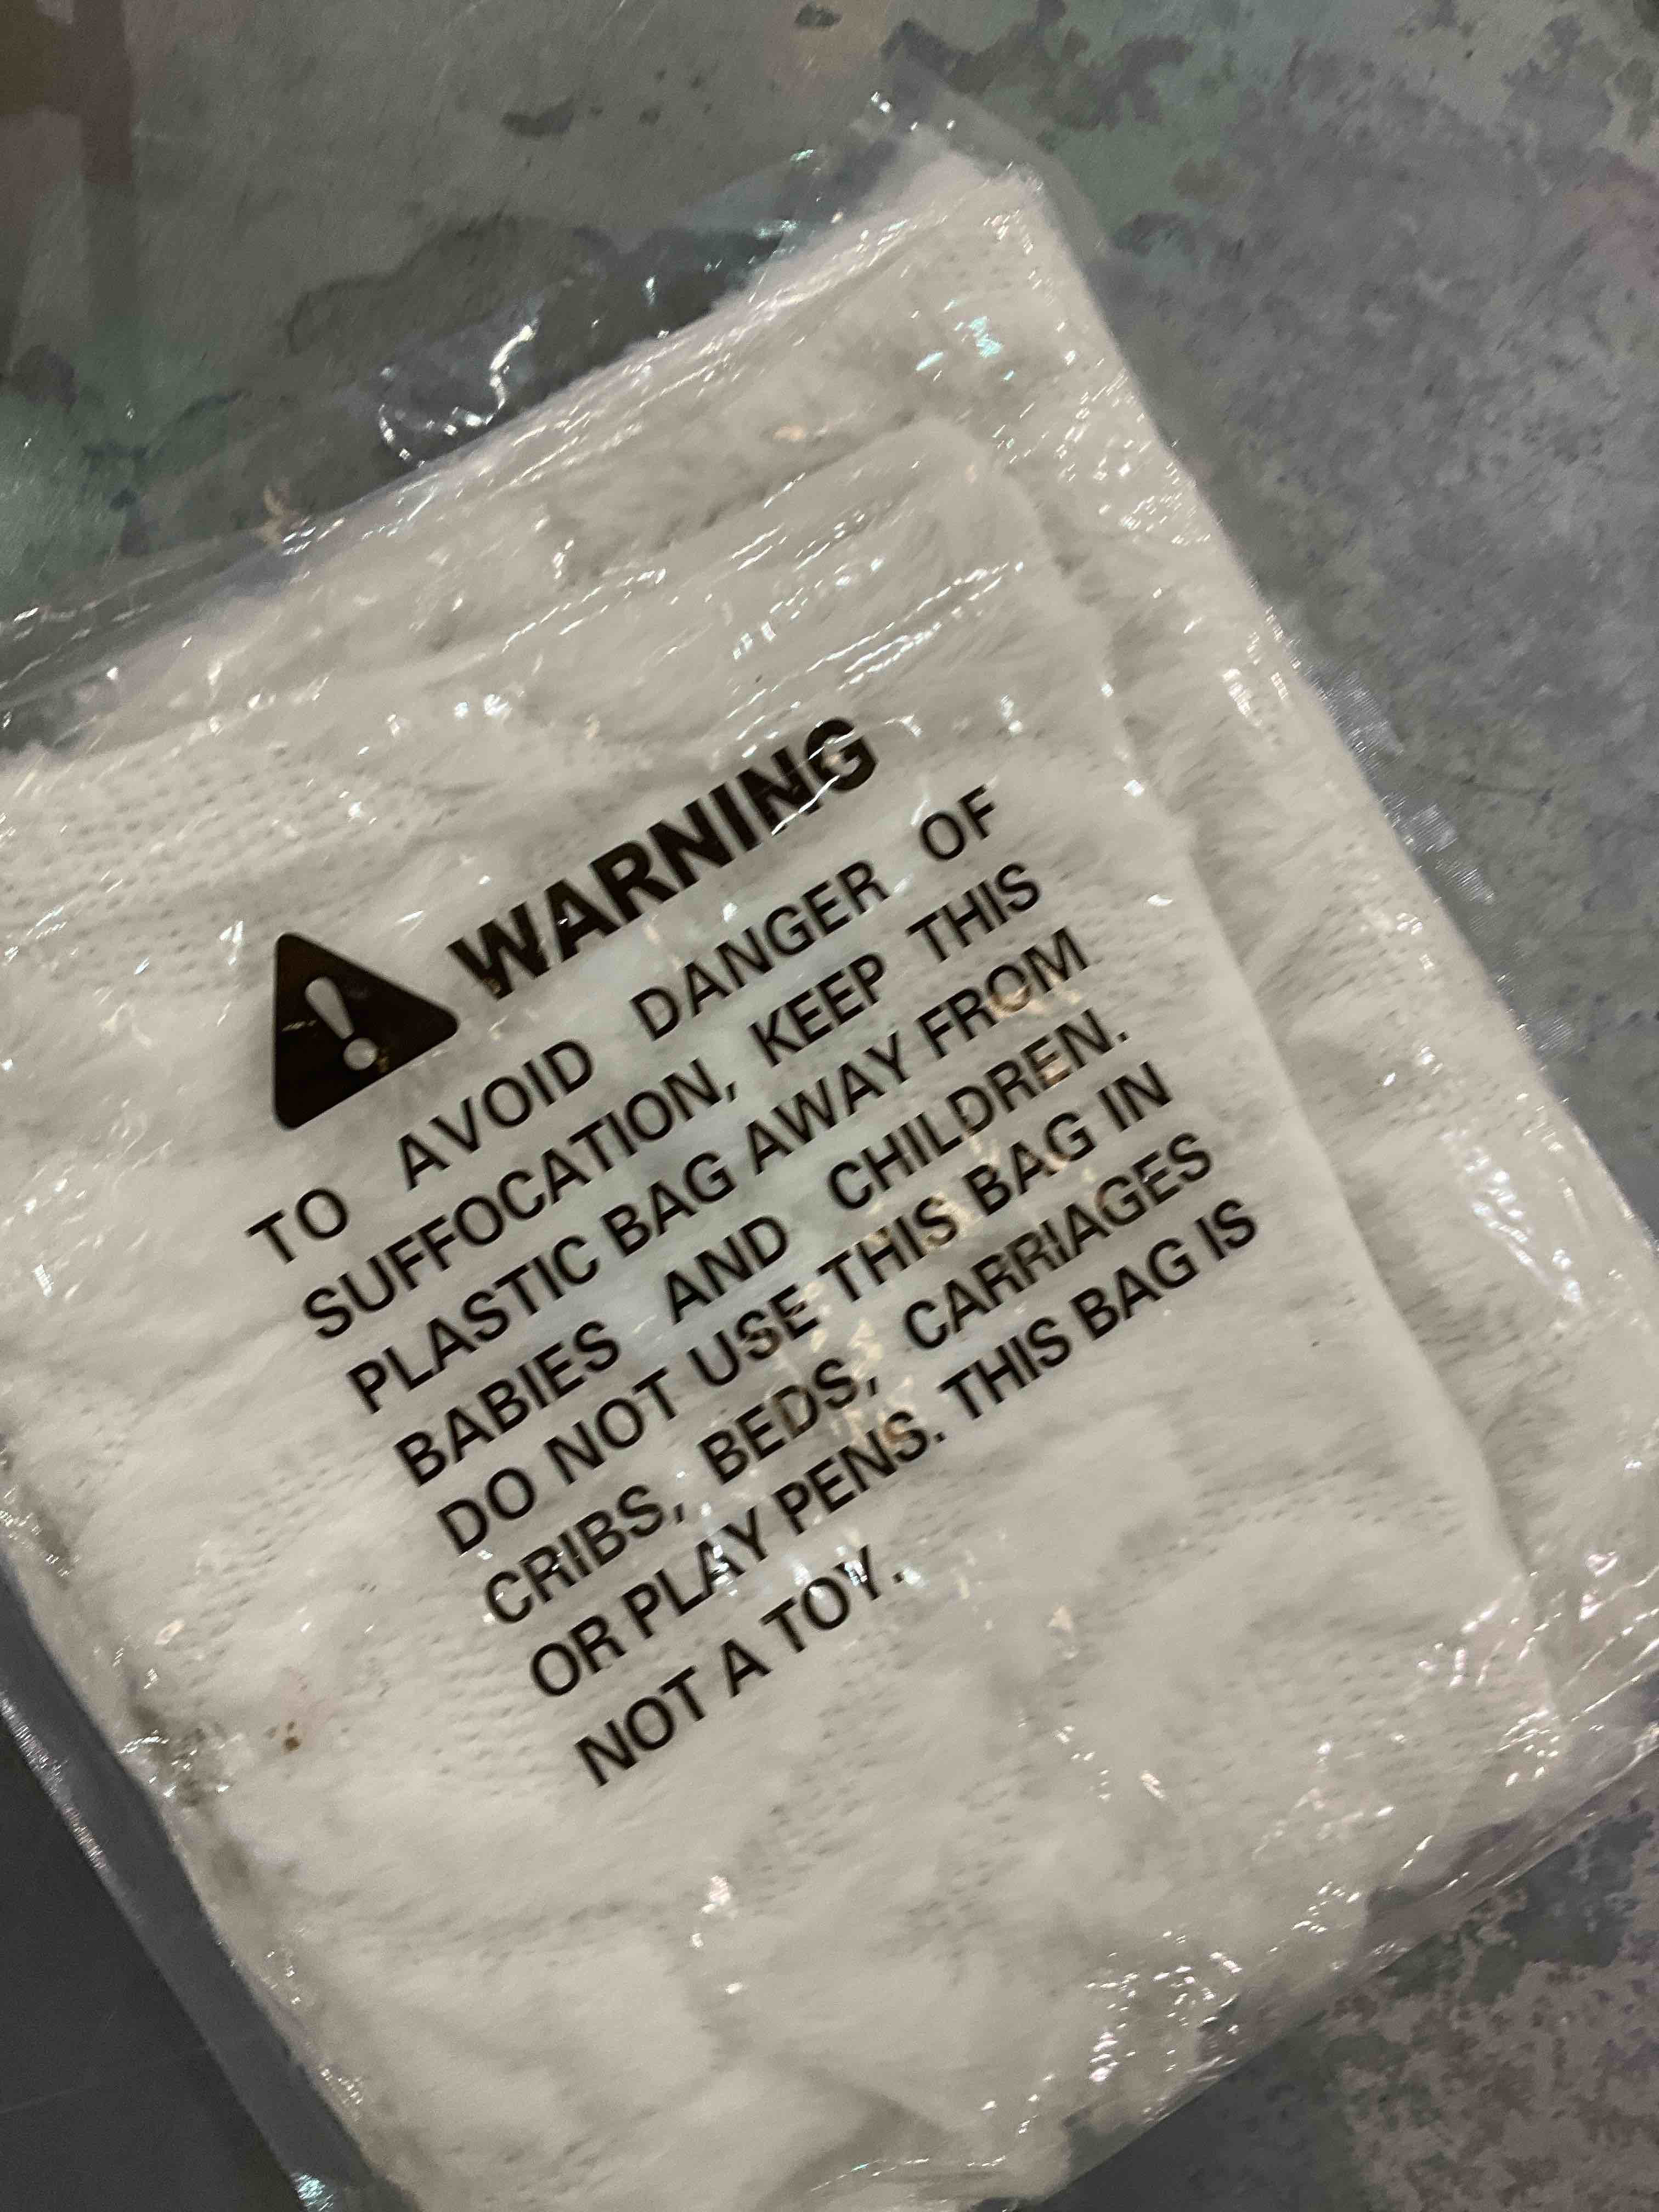 WARNING
TO AVOID DANGER OF
SUFFOCATION, KEEP THIS
PLASTIC BAG AWAY FROM
BABIES AND CHILDREN.
DO NOT USE THIS BAG IN
CRIBS, BEDS, CARRIAGES
OR PLAY PENS. THIS BAG IS
NOT A TOY.